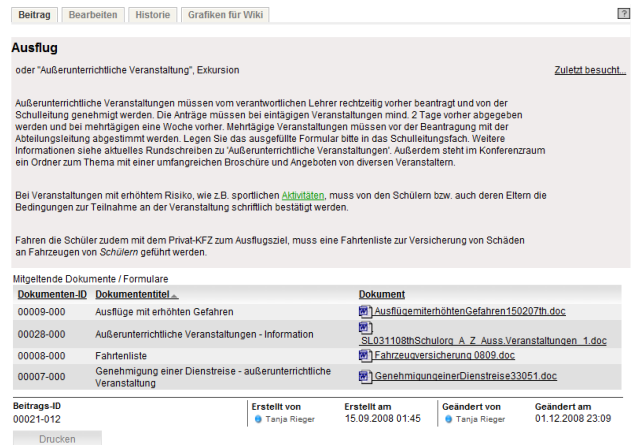 Beitrag Bearbeiten Historie Grafiken für Wiki ?
Ausflug
oder "Außerunterrichtliche Veranstaltung", Exkursion Zuletzt besucht...
Außerunterrichtliche Veranstaltungen müssen vom verantwortlichen Lehrer rechtzeitig vorher beantragt und von der
Schulleitung genehmigt werden. Die Anträge müssen bei eintägigen Veranstaltungen mind. 2 Tage vorher abgegeben
werden und bei mehrtägigen eine Woche vorher. Mehrtägige Veranstaltungen müssen vor der Beantragung mit der
Abteilungsleitung abgestimmt werden. Legen Sie das ausgefüllte Formular bitte in das Schulleitungsfach. Weitere
Informationen siehe aktuelles Rundschreiben zu 'Außerunterrichtliche Veranstaltungen'. Außerdem steht im Konferenzraum
ein Ordner zum Thema mit einer umfangreichen Broschüre und Angeboten von diversen Veranstaltern.
Bei Veranstaltungen mit erhöhtem Risiko, wie z.B. sportlichen Aktivitäten, muss von den Schülern bzw. auch deren Eltern die
Bedingungen zur Teilnahme an der Veranstaltung schriftlich bestätigt werden.
Fahren die Schüler zudem mit dem Privat-KFZ zum Ausflugsziel, muss eine Fahrtenliste zur Versicherung von Schäden
an Fahrzeugen von Schülern geführt werden.
Mitgeltende Dokumente / Formulare
Dokumenten-ID Dokumententitel Dokument
00009-000 Ausflüge mit erhöhten Gefahren AusflügemiterhöhtenGefahren150207th.doc
00028-000 Außerunterrichtliche Veranstaltungen - Information SL031108thSchulorg_A_Z_Auss.Veranstaltungen_1.doc
00008-000 Fahrtenliste Fahrzeugversicherung 0809.doc
00007-000 Genehmigung einer Dienstreise - außerunterrichtliche Veranstaltung GenehmigungeinerDienstreise33051.doc
Beitrags-ID Erstellt von Erstellt am Geändert von Geändert am
00021-012 Tanja Rieger 15.09.2008 01:45 Tanja Rieger 01.12.2008 23:09
Drucken